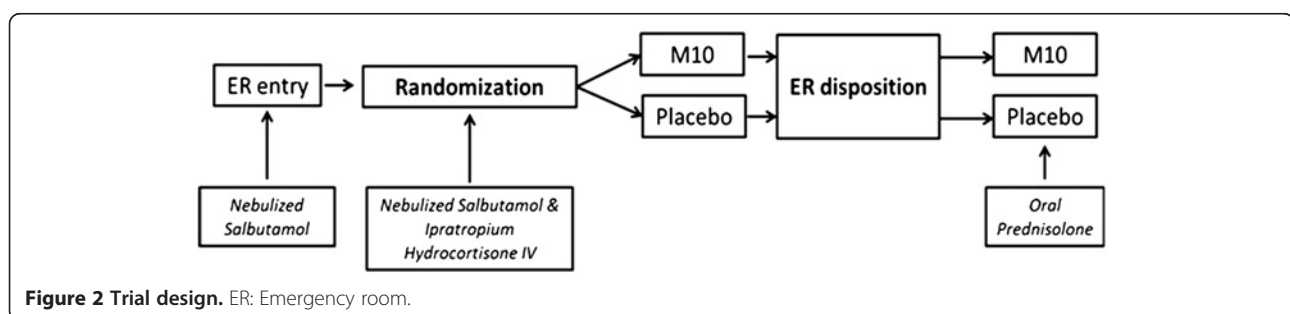 ER entry
Randomization
M10
Placebo
ER disposition
M10
Placebo
Nebulized
Salbutamol
Nebulized Salbutamol &
Ipratropium
Hydrocortisone IV
Oral
Prednisolone
Figure 2 Trial design. ER: Emergency room.